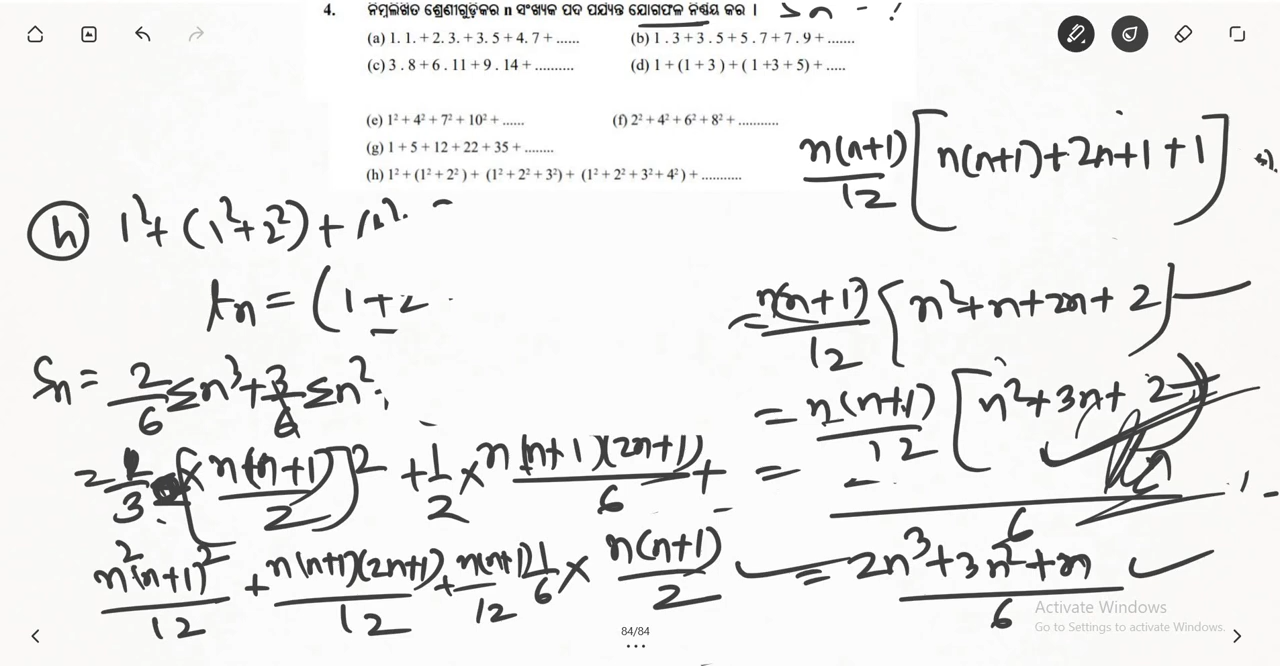 4. ନିମ୍ନଲିଖିତ ଶ୍ରେଣୀଗୁଡ଼ିକର n ସଂଖ୍ୟକ ପଦ ପର୍ଯ୍ୟନ୍ତ ଯୋଗଫଳ ନିର୍ଣ୍ଣୟ କର ।
(a) 1. 1. + 2. 3. + 3. 5 + 4. 7 + ...... (b) 1 . 3 + 3 . 5 + 5 . 7 + 7 . 9 + .......
(c) 3 . 8 + 6 . 11 + 9 . 14 + .......... (d) 1 + (1 + 3 ) + ( 1 +3 + 5) + .....
(e) 1² + 4² + 7² + 10² + ...... (f) 2² + 4² + 6² + 8² + ...........
(g) 1 + 5 + 12 + 22 + 35 + ........
(h) 1² + (1² + 2² ) + (1² + 2² + 3²) + (1² + 2² + 3² + 4² ) + ...........
n(n+1)/12 [n(n+1)+2n+1+1]
(h) 1²+ (1²+2²) +
tn = (1+2
= n(n+1)/12 [n²+n+2n+2]
Sn = 2/6 Σn³ + 3/6 Σn²
= n(n+1)/12 [n²+3n+2]
[n(n+1)/2]² + 1/2 × n(n+1)(2n+1)/6 +
n²(n+1)²/12 + n(n+1)(2n+1)/12 + n(n+1)/12 1/6 × n(n+1)/2
= 2n³+3n²+n/6
84/84
Activate Windows
Go to Settings to activate Windows.